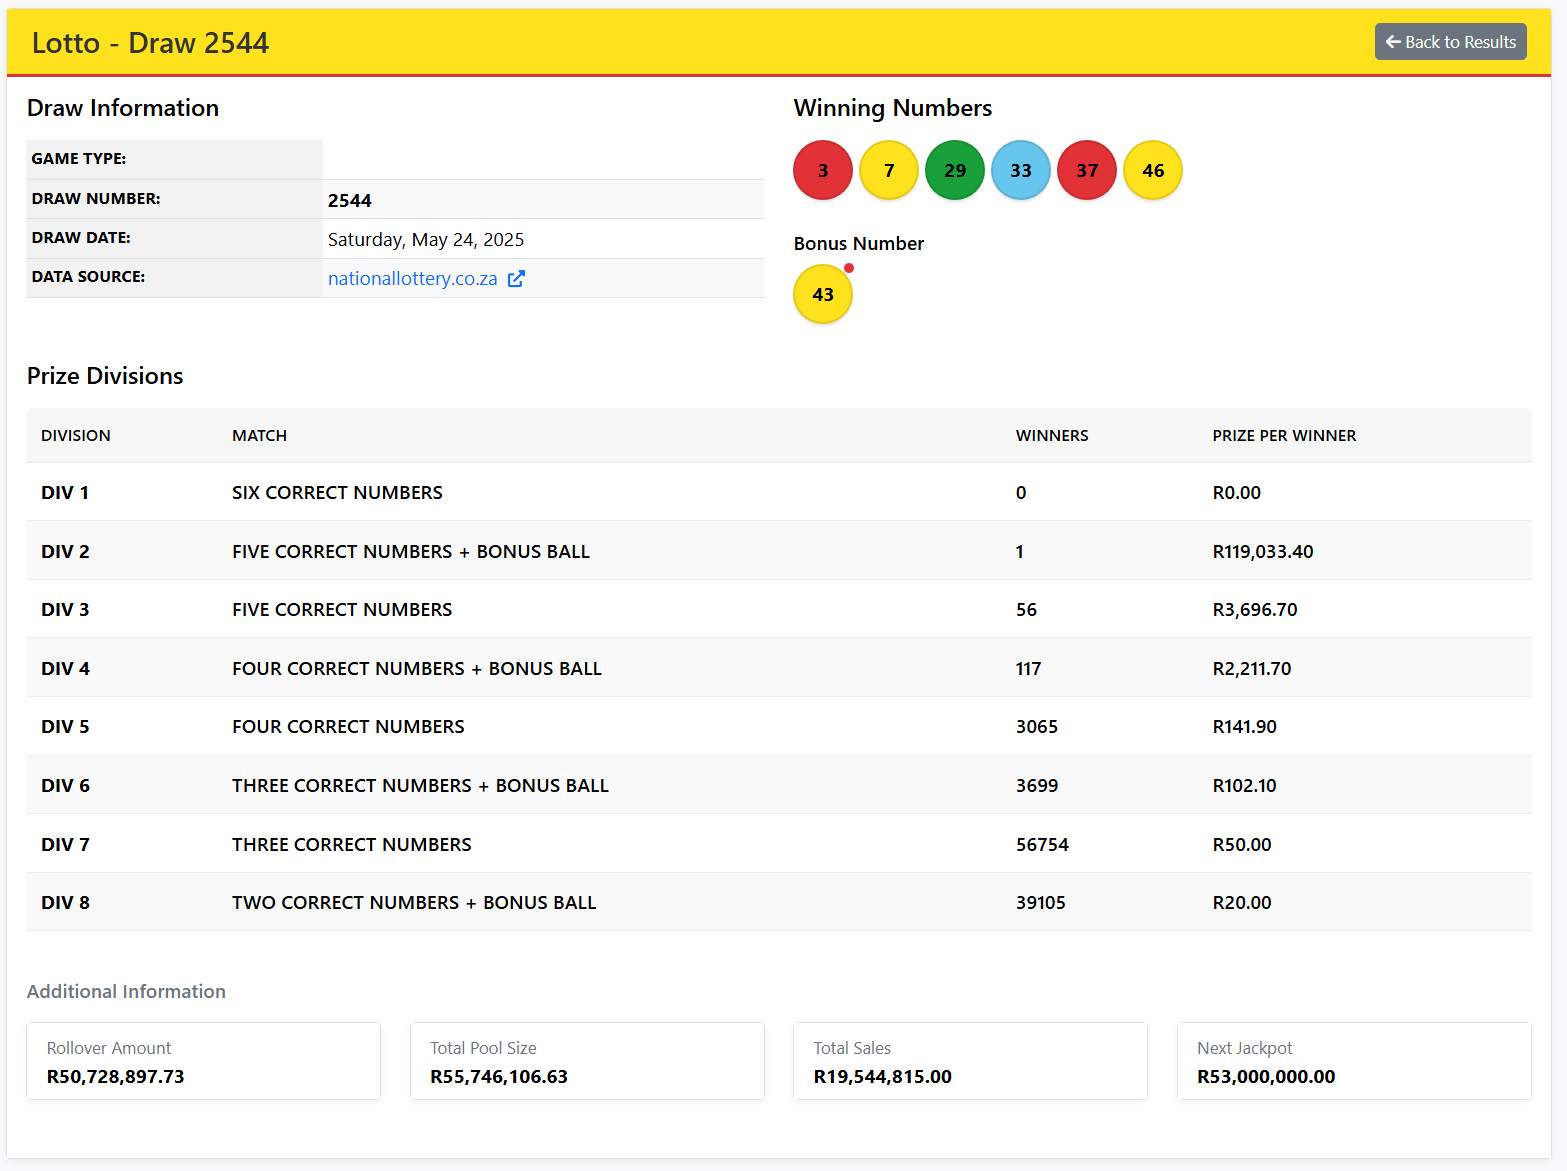 Lotto - Draw 2544
Back to Results
Draw Information
GAME TYPE:
DRAW NUMBER: 2544
DRAW DATE: Saturday, May 24, 2025
DATA SOURCE: nationallottery.co.za
Winning Numbers
3 7 29 33 37 46
Bonus Number
43
Prize Divisions
DIVISION MATCH WINNERS PRIZE PER WINNER
DIV 1 SIX CORRECT NUMBERS 0 R0.00
DIV 2 FIVE CORRECT NUMBERS + BONUS BALL 1 R119,033.40
DIV 3 FIVE CORRECT NUMBERS 56 R3,696.70
DIV 4 FOUR CORRECT NUMBERS + BONUS BALL 117 R2,211.70
DIV 5 FOUR CORRECT NUMBERS 3065 R141.90
DIV 6 THREE CORRECT NUMBERS + BONUS BALL 3699 R102.10
DIV 7 THREE CORRECT NUMBERS 56754 R50.00
DIV 8 TWO CORRECT NUMBERS + BONUS BALL 39105 R20.00
Additional Information
Rollover Amount
R50,728,897.73
Total Pool Size
R55,746,106.63
Total Sales
R19,544,815.00
Next Jackpot
R53,000,000.00